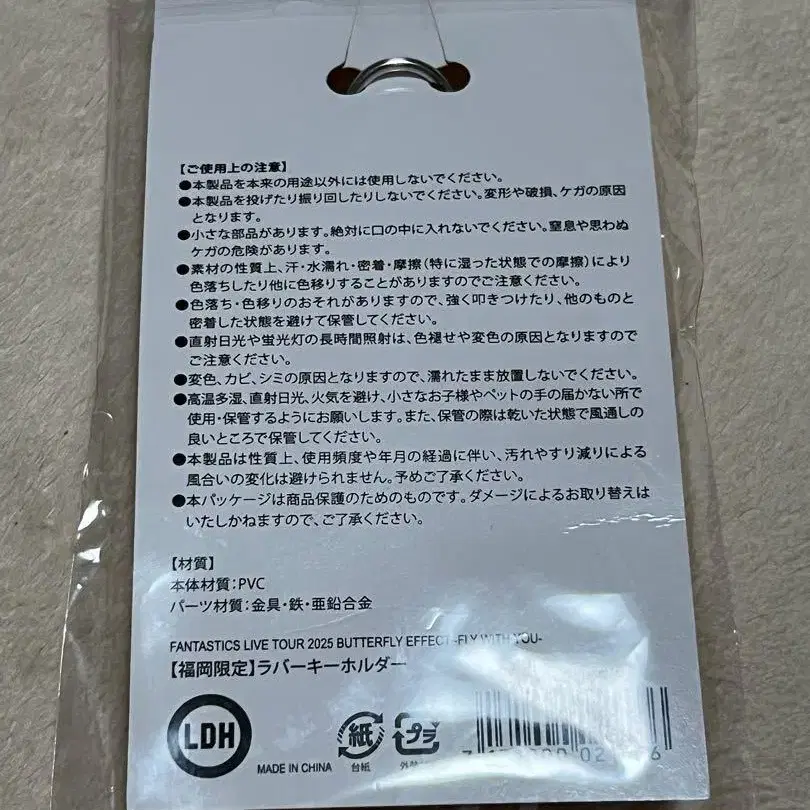 【ご使用上の注意】
●本製品を本来の用途以外には使用しないでください。
●本製品を投げたり振り回したりしないでください。変形や破損、ケガの原因
となります。
●小さな部品があります。絶対に口の中に入れないでください。窒息や思わぬ
ケガの危険があります。
●素材の性質上、汗・水濡れ・密着・摩擦(特に湿った状態での摩擦)により
色落ちしたり他に色移りすることがありますのでご注意ください。
●色落ち・色移りのおそれがありますので、強く叩きつけたり、他のものと
密着した状態を避けて保管してください。
●直射日光や蛍光灯の長時間照射は、色褪せや変色の原因となりますので
ご注意ください。
●変色、カビ、シミの原因となりますので、濡れたまま放置しないでください。
●高温多湿、直射日光、火気を避け、小さなお子様やペットの手の届かない所で
使用・保管するようにお願いします。また、保管の際は乾いた状態で風通しの
良いところで保管してください。
●本製品は性質上、使用頻度や年月の経過に伴い、汚れやすり減りによる
風合いの変化は避けられません。予めご了承ください。
●本パッケージは商品保護のためのものです。ダメージによるお取り替えは
いたしかねますので、ご了承ください。
【材質】
本体材質:PVC
パーツ材質:金具・鉄・亜鉛合金
FANTASTICS LIVE TOUR 2025 BUTTERFLY EFFECT -FLY WITH YOU-
【福岡限定】ラバーキーホルダー
LDH
MADE IN CHINA
紙
台紙
プラ